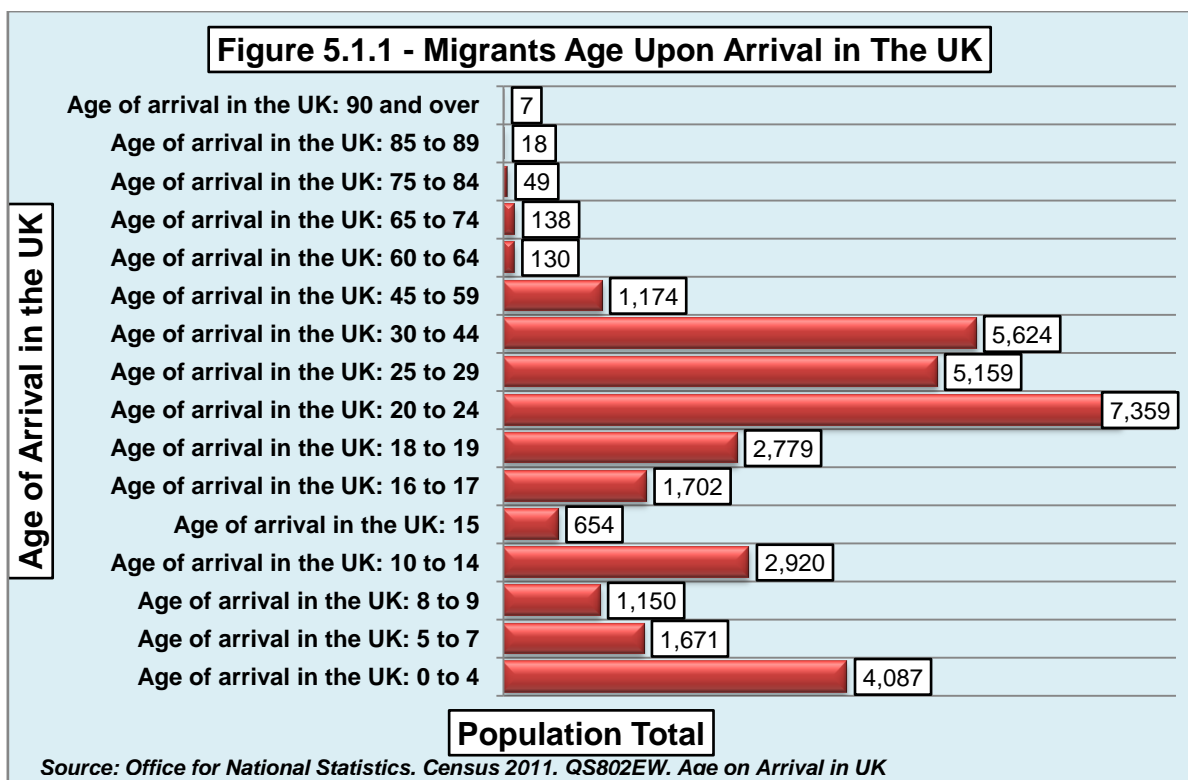 Figure 5.1.1 - Migrants Age Upon Arrival in The UK
Age of Arrival in the UK
Age of arrival in the UK: 90 and over 7
Age of arrival in the UK: 85 to 89 18
Age of arrival in the UK: 75 to 84 49
Age of arrival in the UK: 65 to 74 138
Age of arrival in the UK: 60 to 64 130
Age of arrival in the UK: 45 to 59 1,174
Age of arrival in the UK: 30 to 44 5,624
Age of arrival in the UK: 25 to 29 5,159
Age of arrival in the UK: 20 to 24 7,359
Age of arrival in the UK: 18 to 19 2,779
Age of arrival in the UK: 16 to 17 1,702
Age of arrival in the UK: 15 654
Age of arrival in the UK: 10 to 14 2,920
Age of arrival in the UK: 8 to 9 1,150
Age of arrival in the UK: 5 to 7 1,671
Age of arrival in the UK: 0 to 4 4,087
Population Total
Source: Office for National Statistics. Census 2011. QS802EW. Age on Arrival in UK